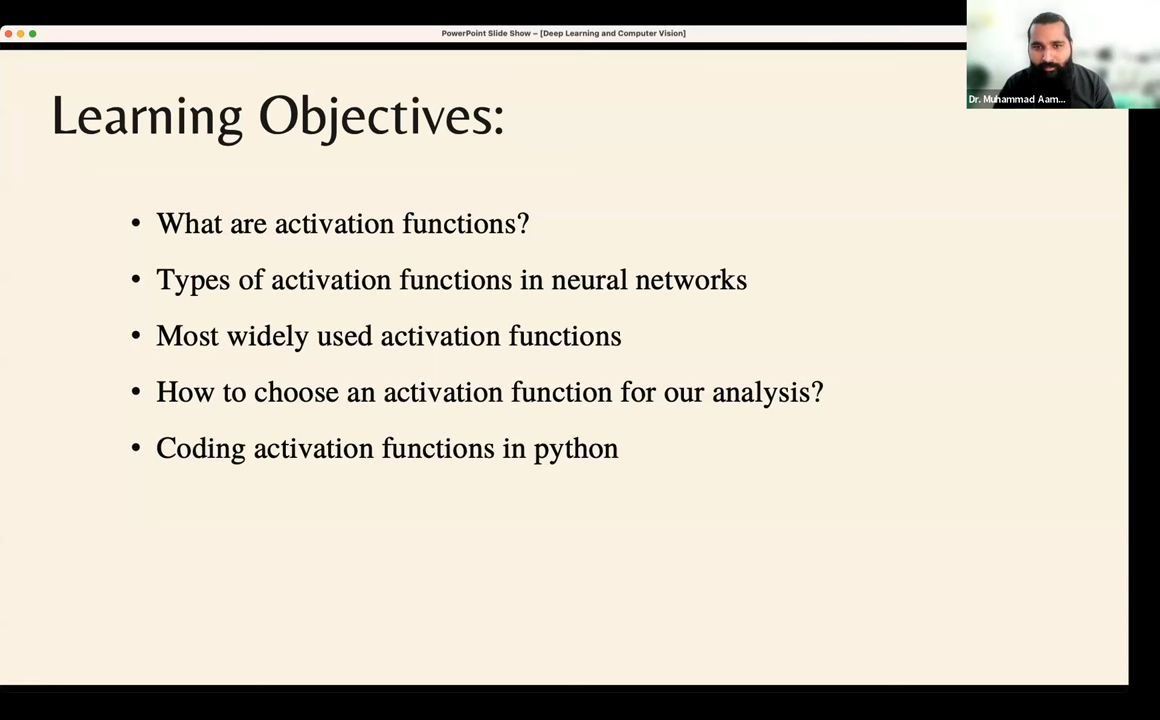 PowerPoint Slide Show – [Deep Learning and Computer Vision]
Dr. Muhammad Aam...
Learning Objectives:
• What are activation functions?
• Types of activation functions in neural networks
• Most widely used activation functions
• How to choose an activation function for our analysis?
• Coding activation functions in python